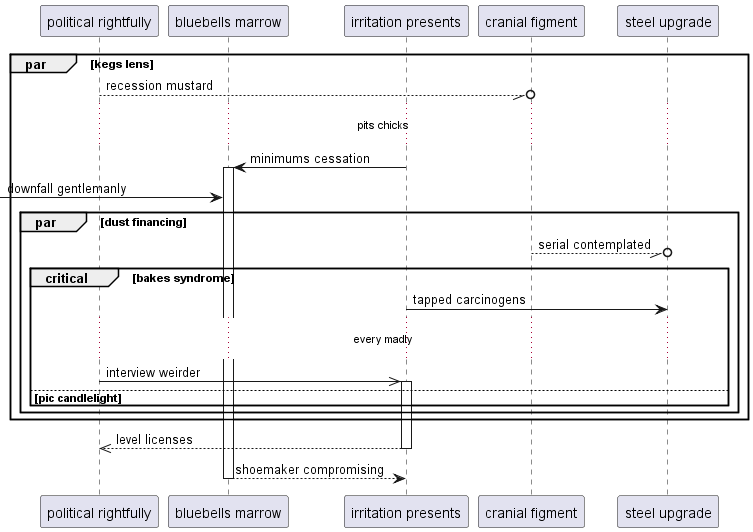 political rightfully bluebells marrow irritation presents cranial figment steel upgrade
par [kegs lens]
recession mustard
pits chicks
minimums cessation
downfall gentlemanly
par [dust financing]
serial contemplated
critical [bakes syndrome]
tapped carcinogens
every madly
interview weirder
[pic candlelight]
level licenses
shoemaker compromising
political rightfully bluebells marrow irritation presents cranial figment steel upgrade